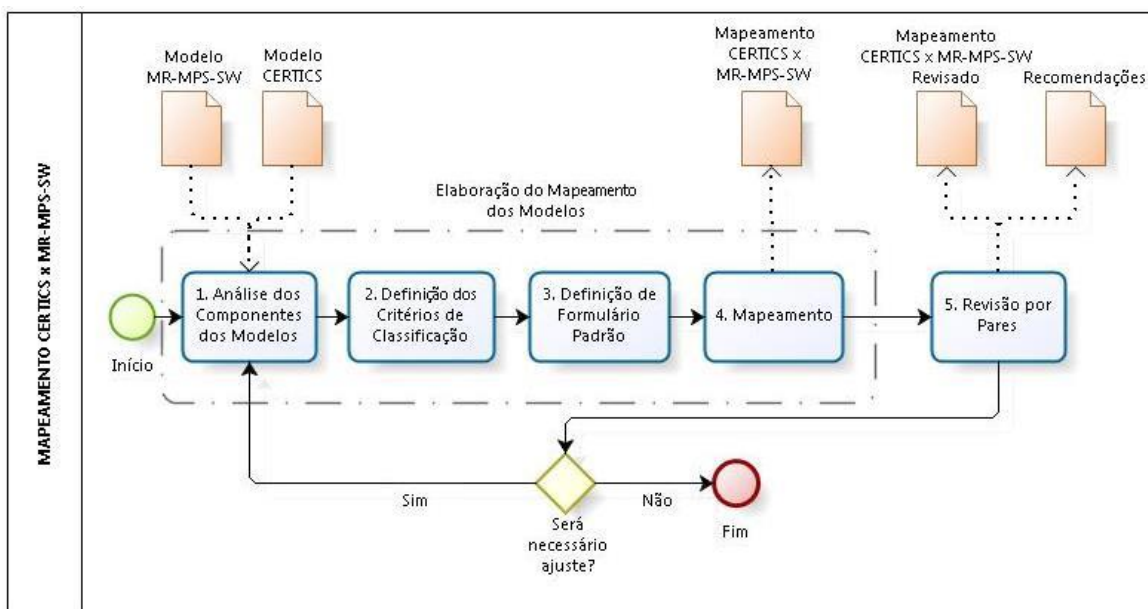 MAPEAMENTO CERTICS x MR-MPS-SW
Modelo
MR-MPS-SW
Modelo
CERTICS
Mapeamento
CERTICS x
MR-MPS-SW
Mapeamento
CERTICS x MR-MPS-SW
Revisado
Recomendações
Elaboração do Mapeamento
dos Modelos
Início
1. Análise dos
Componentes
dos Modelos
2. Definição dos
Critérios de
Classificação
3. Definição de
Formulário
Padrão
4. Mapeamento
5. Revisão por
Pares
Sim
Não
Será
necessário
ajuste?
Fim